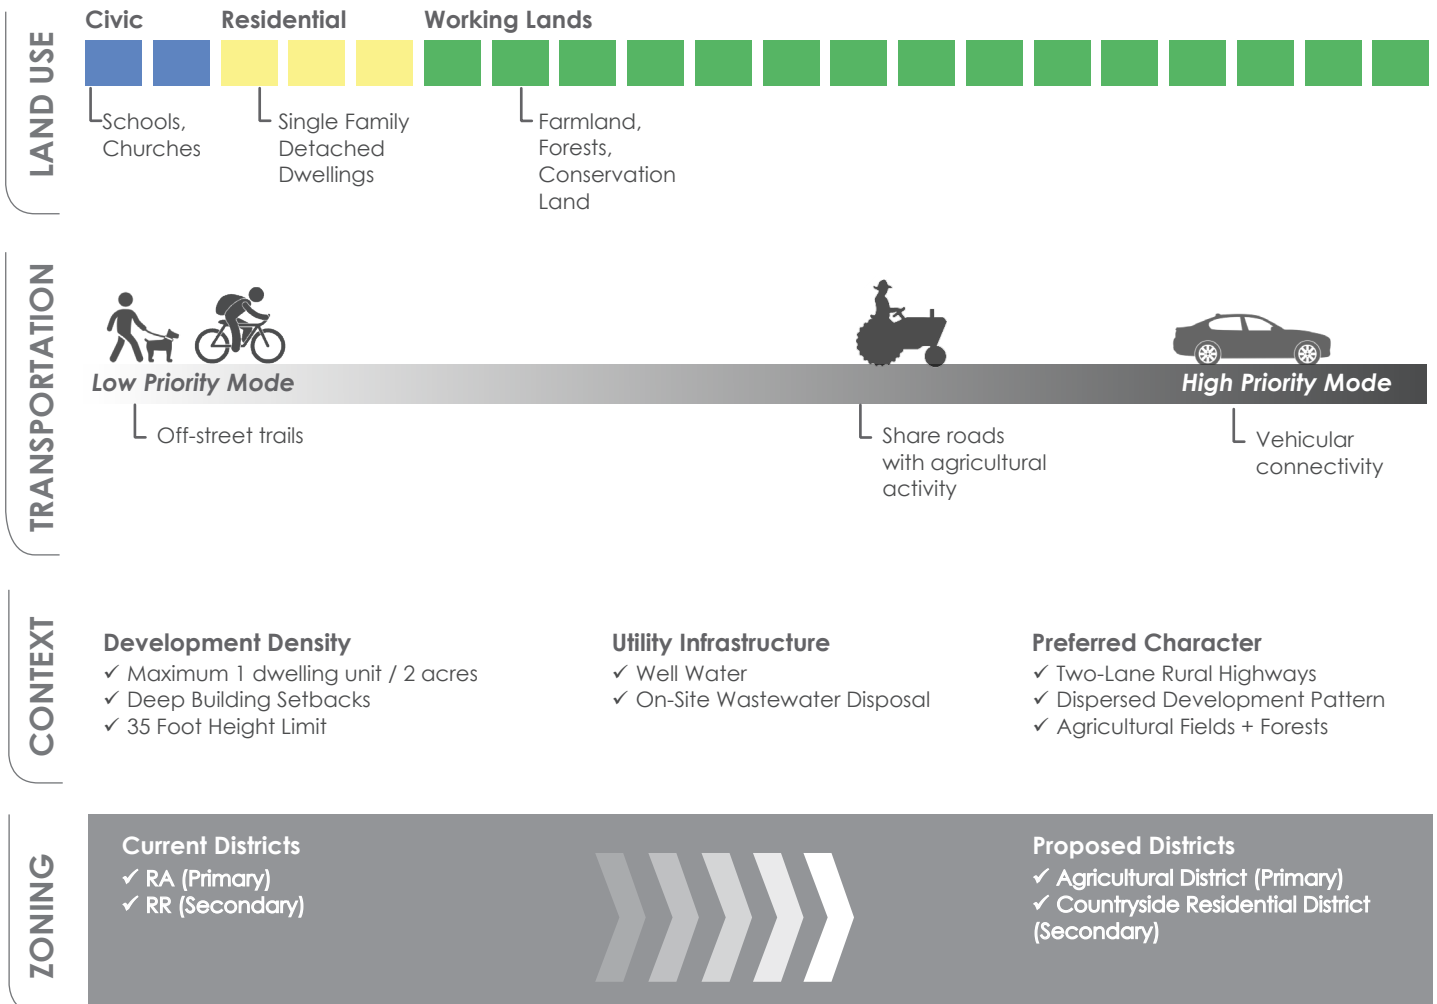 LAND USE
Civic
Residential
Working Lands
Schools,
Churches
Single Family
Detached
Dwellings
Farmland,
Forests,
Conservation
Land
TRANSPORTATION
Low Priority Mode
High Priority Mode
Off-street trails
Share roads
with agricultural
activity
Vehicular
connectivity
CONTEXT
Development Density
✓ Maximum 1 dwelling unit / 2 acres
✓ Deep Building Setbacks
✓ 35 Foot Height Limit
Utility Infrastructure
✓ Well Water
✓ On-Site Wastewater Disposal
Preferred Character
✓ Two-Lane Rural Highways
✓ Dispersed Development Pattern
✓ Agricultural Fields + Forests
ZONING
Current Districts
✓ RA (Primary)
✓ RR (Secondary)
Proposed Districts
✓ Agricultural District (Primary)
✓ Countryside Residential District
(Secondary)